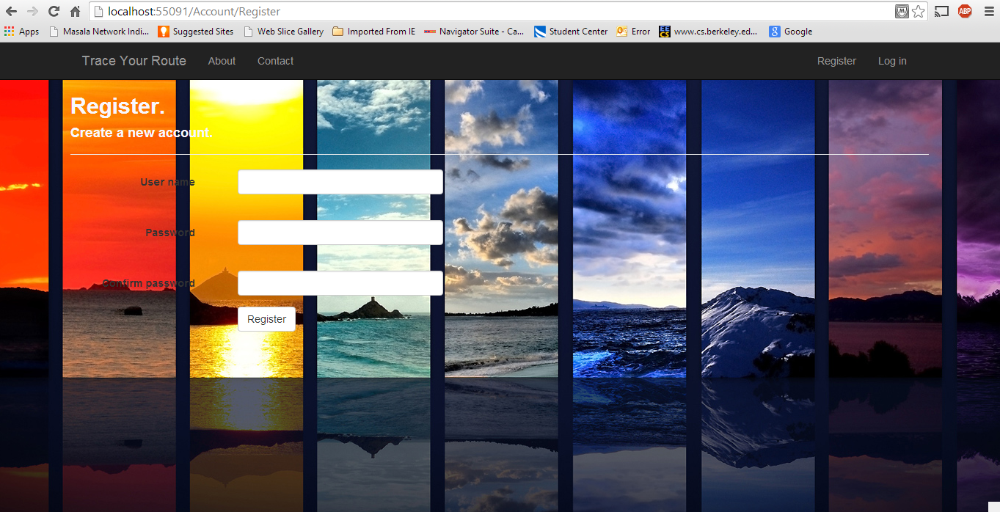 localhost:55091/Account/Register
ABP
Apps Masala Network Indi... Suggested Sites Web Slice Gallery Imported From IE Navigator Suite - Ca... Student Center Error www.cs.berkeley.ed... Google
Trace Your Route About Contact Register Log in
Register.
Create a new account.
User name
Password
Confirm password
Register